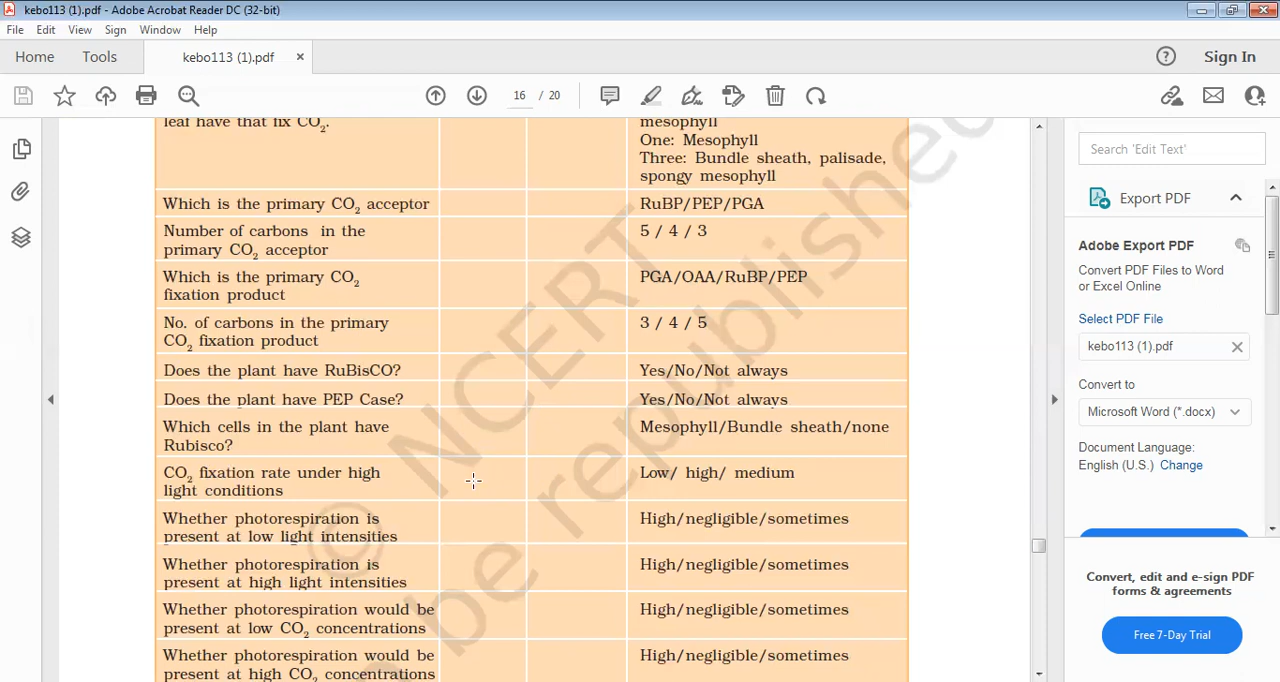 kebo113 (1).pdf - Adobe Acrobat Reader DC (32-bit)
File Edit View Sign Window Help
Home Tools kebo113 (1).pdf × Sign In
16 / 20
leaf have that fix CO2. mesophyll
One: Mesophyll
Three: Bundle sheath, palisade,
spongy mesophyll
Which is the primary CO2 acceptor RuBP/PEP/PGA
Number of carbons in the 5 / 4 / 3
primary CO2 acceptor
Which is the primary CO2 PGA/OAA/RuBP/PEP
fixation product
No. of carbons in the primary 3 / 4 / 5
CO2 fixation product
Does the plant have RuBisCO? Yes/No/Not always
Does the plant have PEP Case? Yes/No/Not always
Which cells in the plant have Mesophyll/Bundle sheath/none
Rubisco?
CO2 fixation rate under high Low/ high/ medium
light conditions
Whether photorespiration is High/negligible/sometimes
present at low light intensities
Whether photorespiration is High/negligible/sometimes
present at high light intensities
Whether photorespiration would be High/negligible/sometimes
present at low CO2 concentrations
Whether photorespiration would be High/negligible/sometimes
present at high CO2 concentrations
© NCERT
be republished
Search 'Edit Text'
Export PDF
Adobe Export PDF
Convert PDF Files to Word
or Excel Online
Select PDF File
kebo113 (1).pdf
Convert to
Microsoft Word (*.docx)
Document Language:
English (U.S.) Change
Convert, edit and e-sign PDF
forms & agreements
Free 7-Day Trial